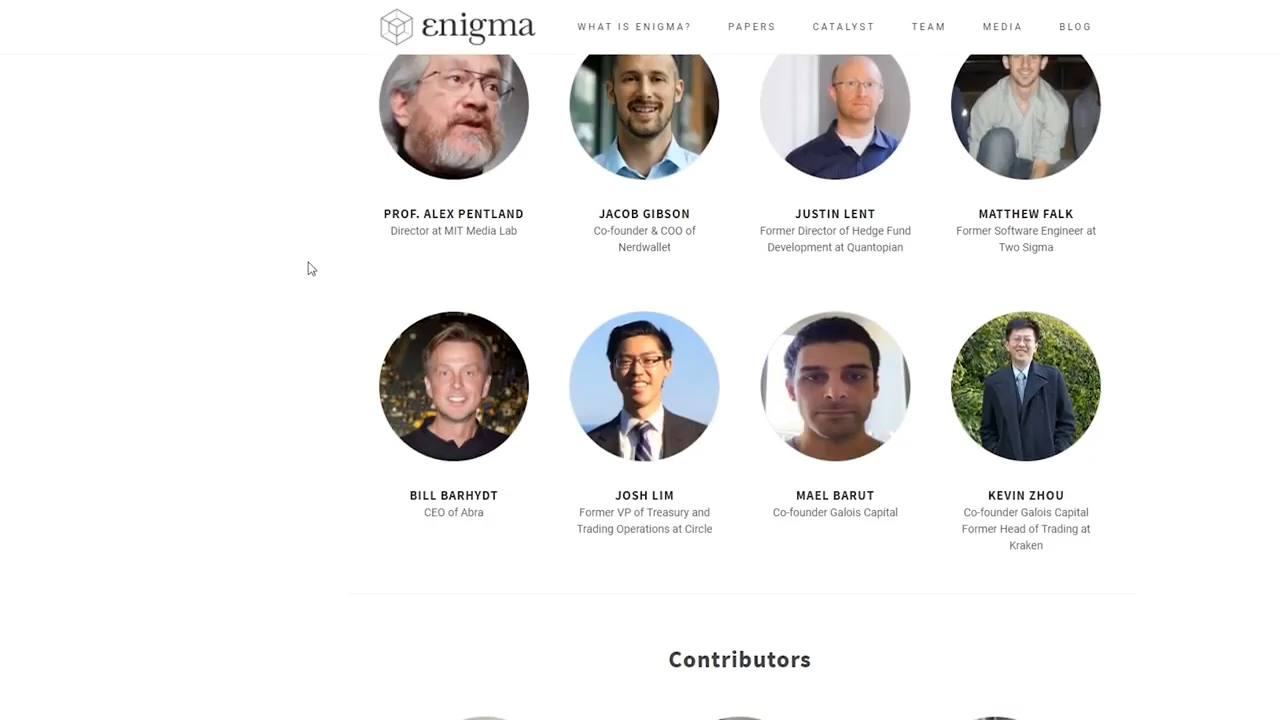 εnigma
WHAT IS ENIGMA?
PAPERS
CATALYST
TEAM
MEDIA
BLOG
PROF. ALEX PENTLAND
Director at MIT Media Lab
JACOB GIBSON
Co-founder & COO of
Nerdwallet
JUSTIN LENT
Former Director of Hedge Fund
Development at Quantopian
MATTHEW FALK
Former Software Engineer at
Two Sigma
BILL BARHYDT
CEO of Abra
JOSH LIM
Former VP of Treasury and
Trading Operations at Circle
MAEL BARUT
Co-founder Galois Capital
KEVIN ZHOU
Co-founder Galois Capital
Former Head of Trading at
Kraken
Contributors